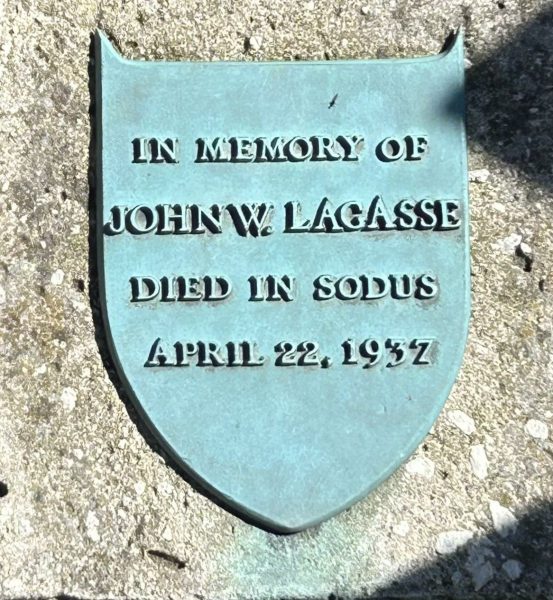 IN MEMORY OF
JOHN W. LAGASSE
DIED IN SODUS
APRIL 22, 1937